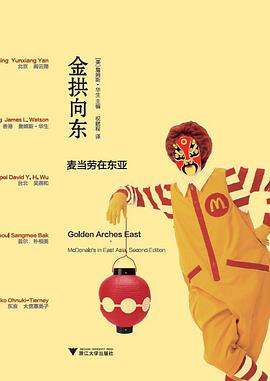 ing Yunxiang Yan
北京 阎云翔
g James L. Watson
香港 詹姆斯·华生
pei David Y. H. Wu
台北 吴燕和
oul Sangmee Bak
首尔 朴相美
ko Ohnuki-Tierney
东京 大贯惠美子
金拱向东
[美]詹姆斯·华生 主编 祝鹏程 译
麦当劳在东亚
Golden Arches East
McDonald's in East Asia, Second Edition
浙江大学出版社